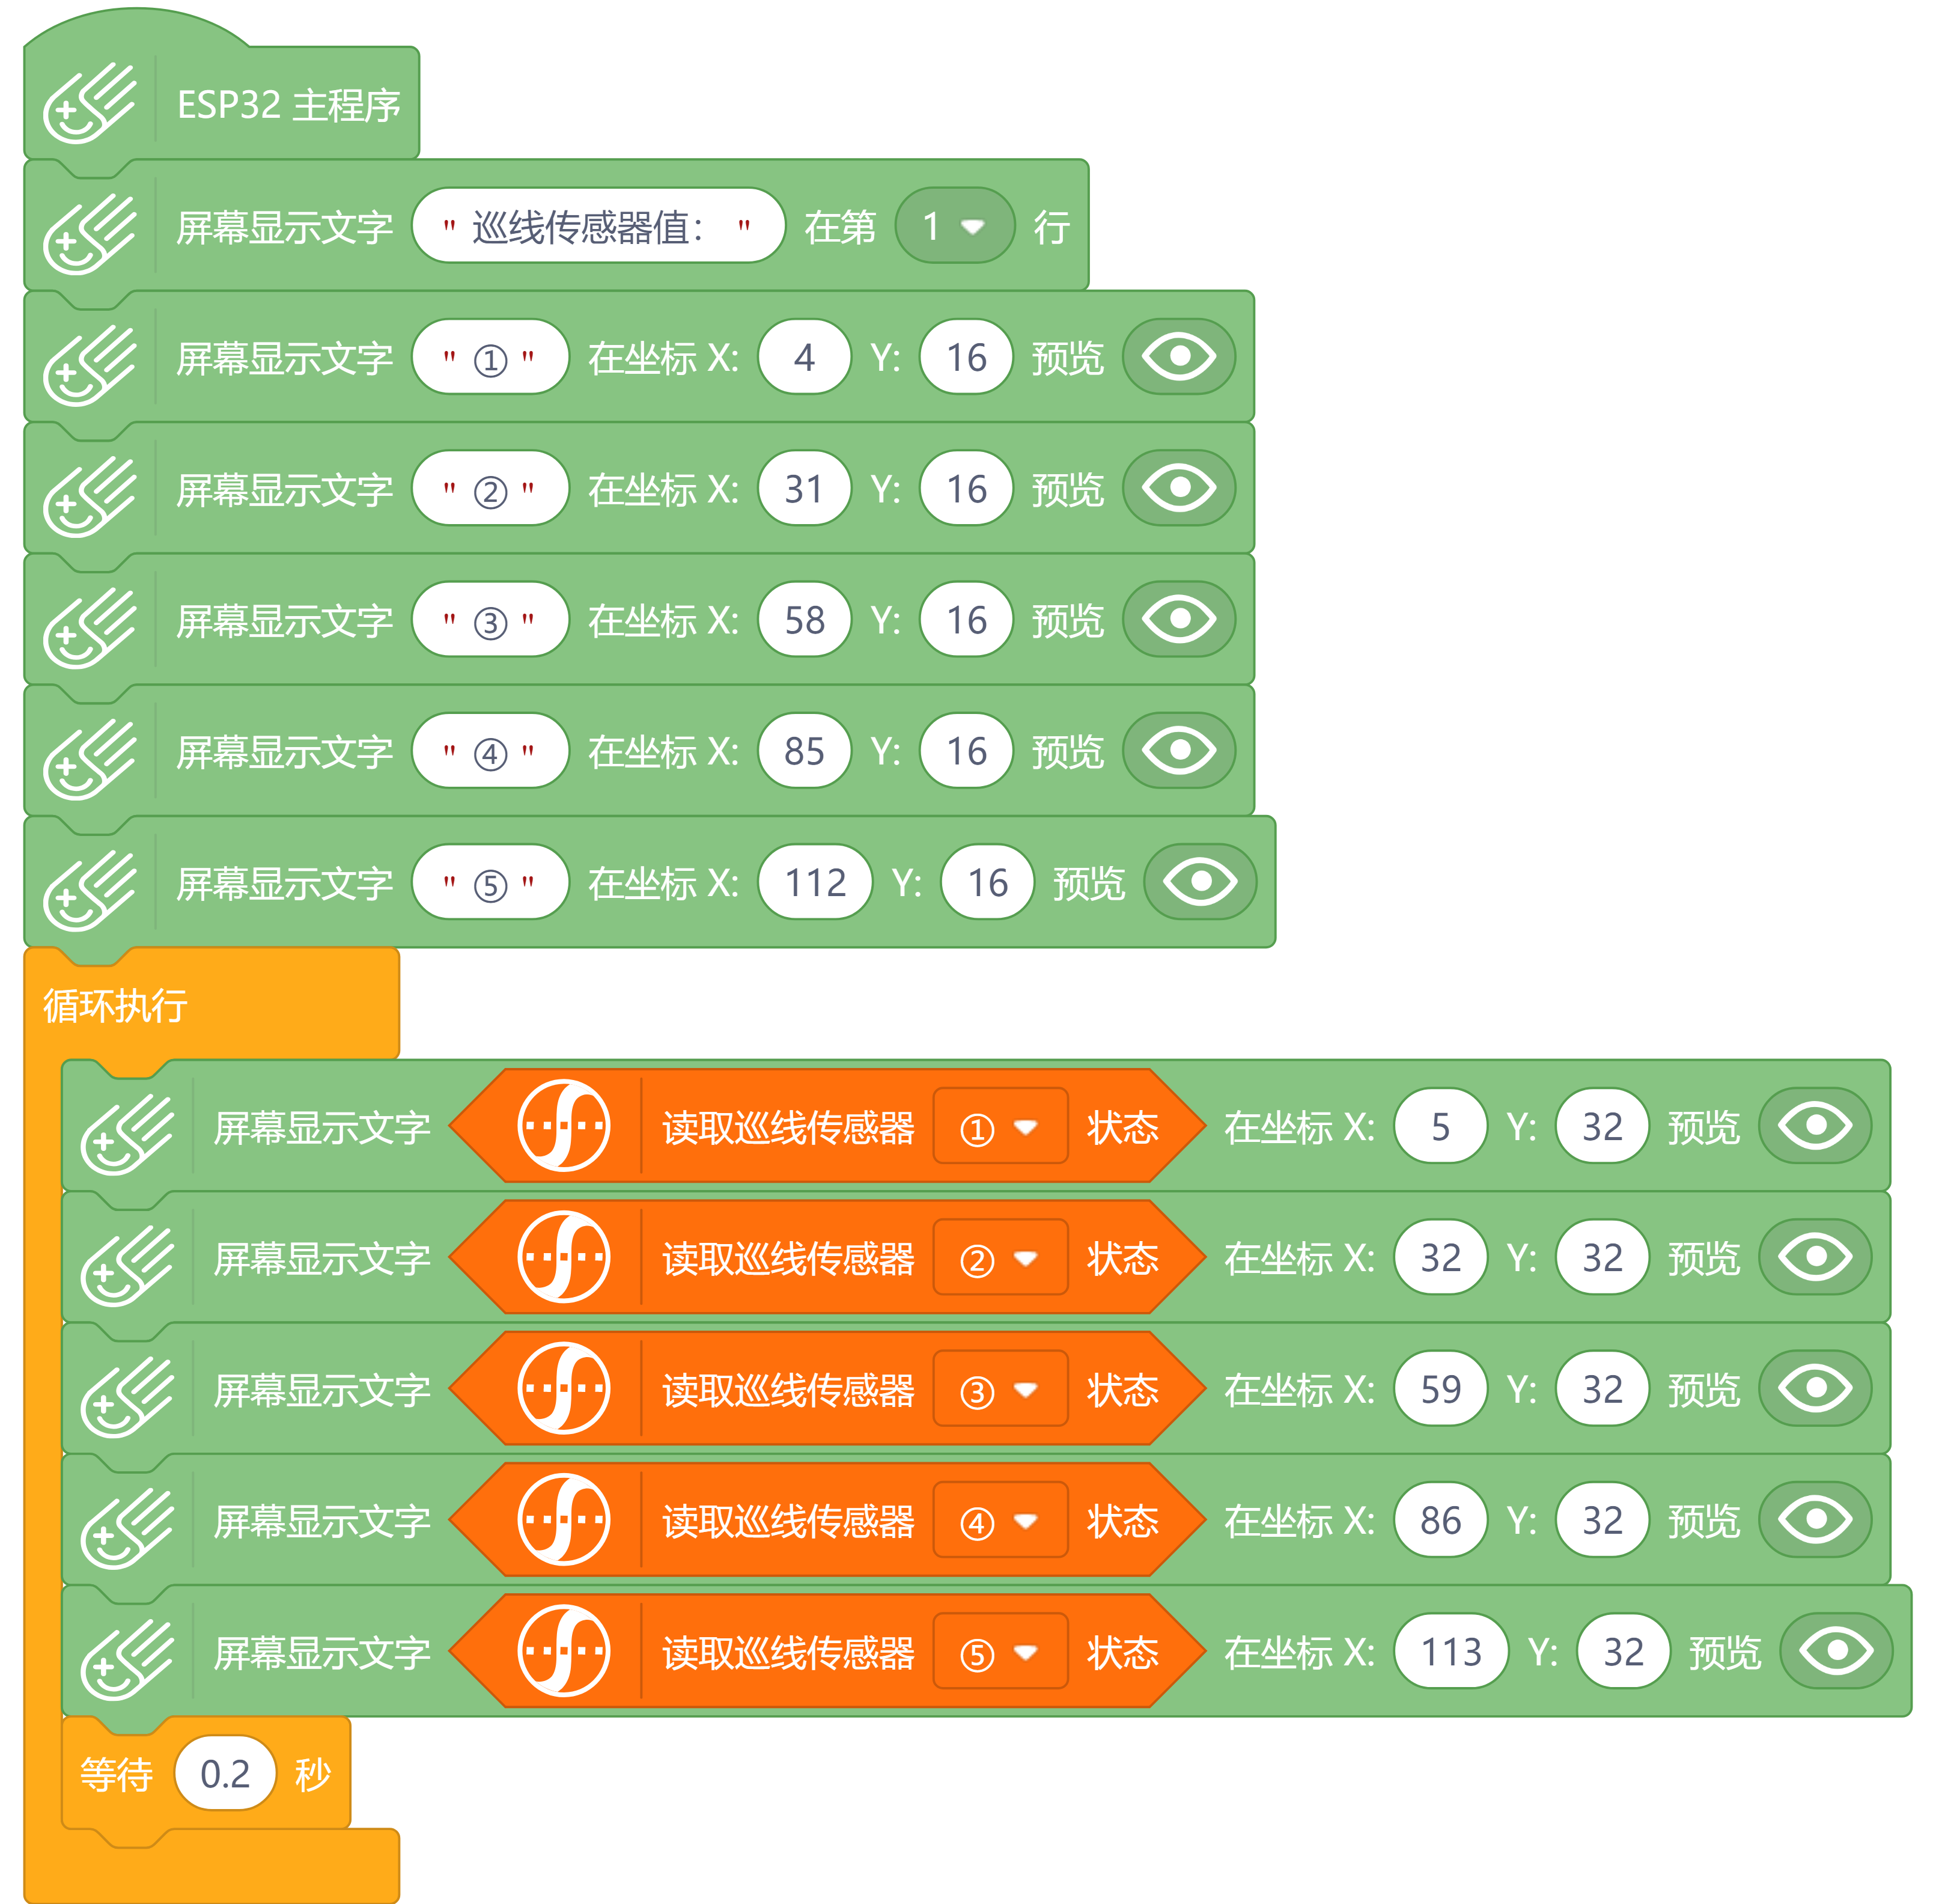 ESP32 主程序
屏幕显示文字 " 巡线传感器值： " 在第 1 行
屏幕显示文字 " ① " 在坐标 X: 4 Y: 16 预览
屏幕显示文字 " ② " 在坐标 X: 31 Y: 16 预览
屏幕显示文字 " ③ " 在坐标 X: 58 Y: 16 预览
屏幕显示文字 " ④ " 在坐标 X: 85 Y: 16 预览
屏幕显示文字 " ⑤ " 在坐标 X: 112 Y: 16 预览
循环执行
屏幕显示文字 读取巡线传感器 ① 状态 在坐标 X: 5 Y: 32 预览
屏幕显示文字 读取巡线传感器 ② 状态 在坐标 X: 32 Y: 32 预览
屏幕显示文字 读取巡线传感器 ③ 状态 在坐标 X: 59 Y: 32 预览
屏幕显示文字 读取巡线传感器 ④ 状态 在坐标 X: 86 Y: 32 预览
屏幕显示文字 读取巡线传感器 ⑤ 状态 在坐标 X: 113 Y: 32 预览
等待 0.2 秒